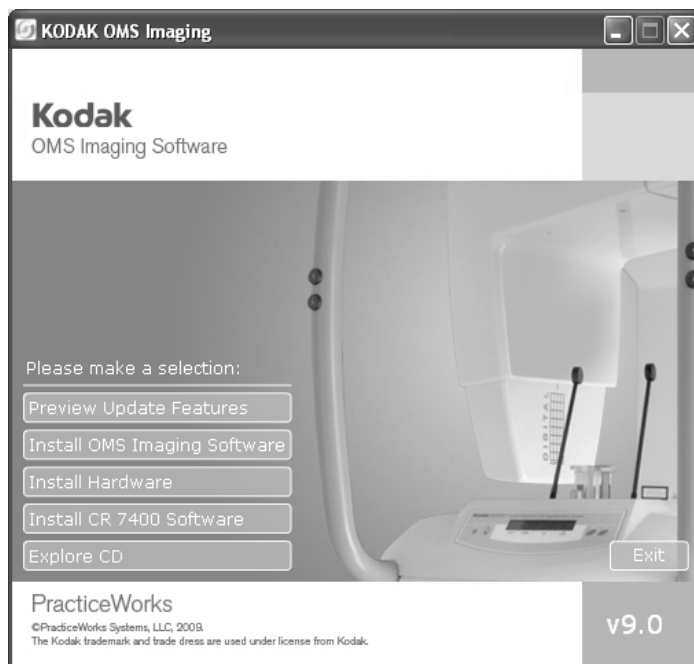 KODAK OMS Imaging
Kodak
OMS Imaging Software
Please make a selection:
Preview Update Features
Install OMS Imaging Software
Install Hardware
Install CR 7400 Software
Explore CD
DIGITAL
Kodak
Exit
PracticeWorks
©PracticeWorks Systems, LLC, 2009.
The Kodak trademark and trade dress are used under license from Kodak.
v9.0